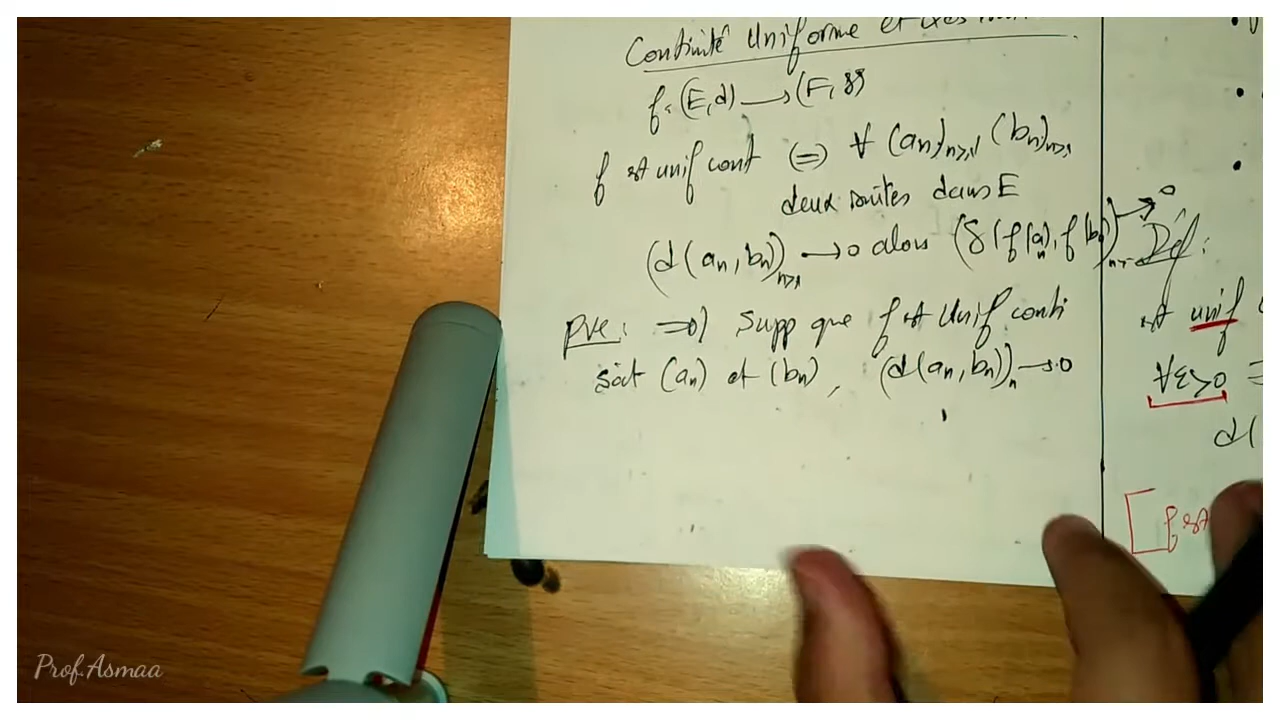 Continuité Uniforme et
f: (E, d) → (F, δ)
f est unif cont ⇔ ∀ (an)n≥1 (bn)n≥1
deux suites dans E
(d(an, bn))n≥1 → 0 alors (δ(f(an), f(bn)))n≥1 → 0
pve: ⇒) Supp que f est Unif conti
soit (an) et (bn), (d(an, bn))n → 0
Déf:
est unif
∀ε>0
d(
[f est
Prof.Asmaa